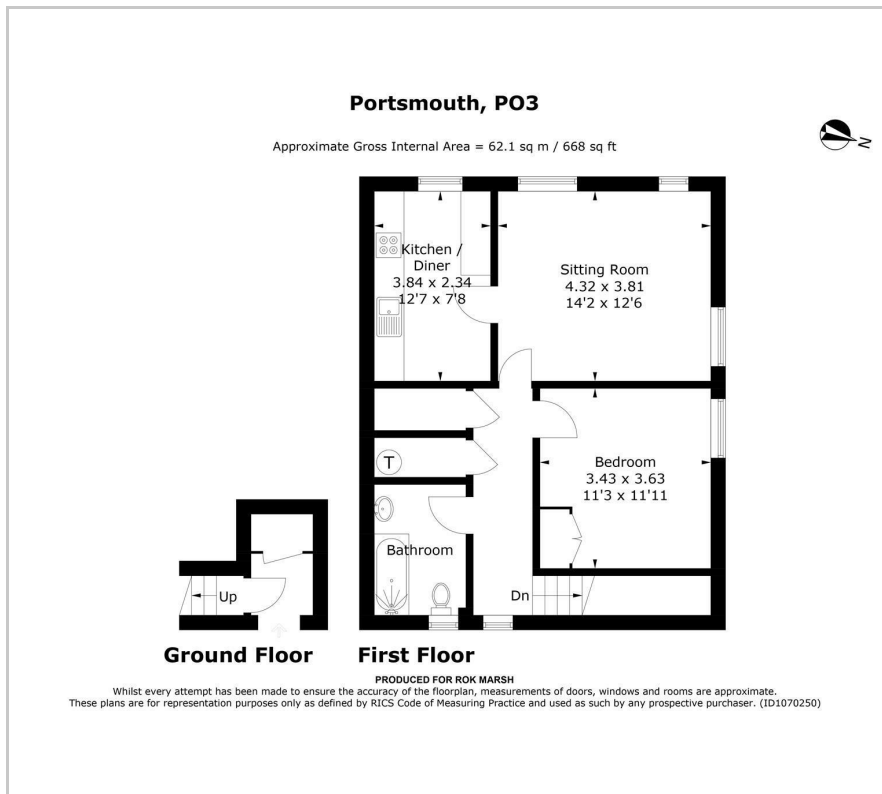 Portsmouth, PO3
Approximate Gross Internal Area = 62.1 sq m / 668 sq ft
N
Kitchen /
Diner
3.84 x 2.34
12'7 x 7'8
Sitting Room
4.32 x 3.81
14'2 x 12'6
T
Bedroom
3.43 x 3.63
11'3 x 11'11
Bathroom
Up
Dn
Ground Floor
First Floor
PRODUCED FOR ROK MARSH
Whilst every attempt has been made to ensure the accuracy of the floorplan, measurements of doors, windows and rooms are approximate.
These plans are for representation purposes only as defined by RICS Code of Measuring Practice and used as such by any prospective purchaser. (ID1070250)